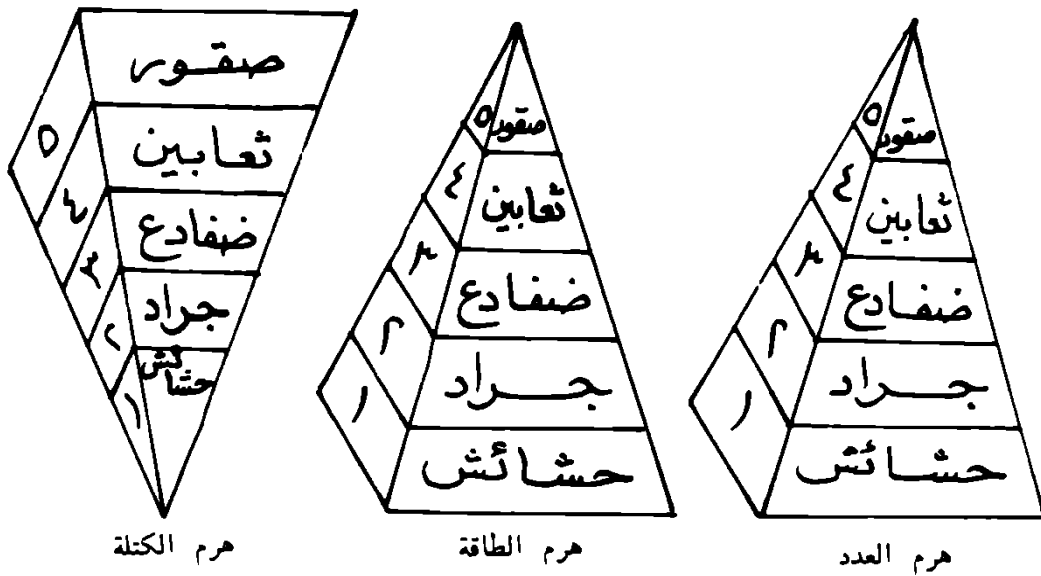 صقور
ثعابين
ضفادع
جراد
حشائش
٥
٤
٣
٢
١
هرم الكتلة
صقور
ثعابين
ضفادع
جراد
حشائش
٥
٤
٣
٢
١
هرم الطاقة
صقور
ثعابين
ضفادع
جراد
حشائش
٥
٤
٣
٢
١
هرم العدد